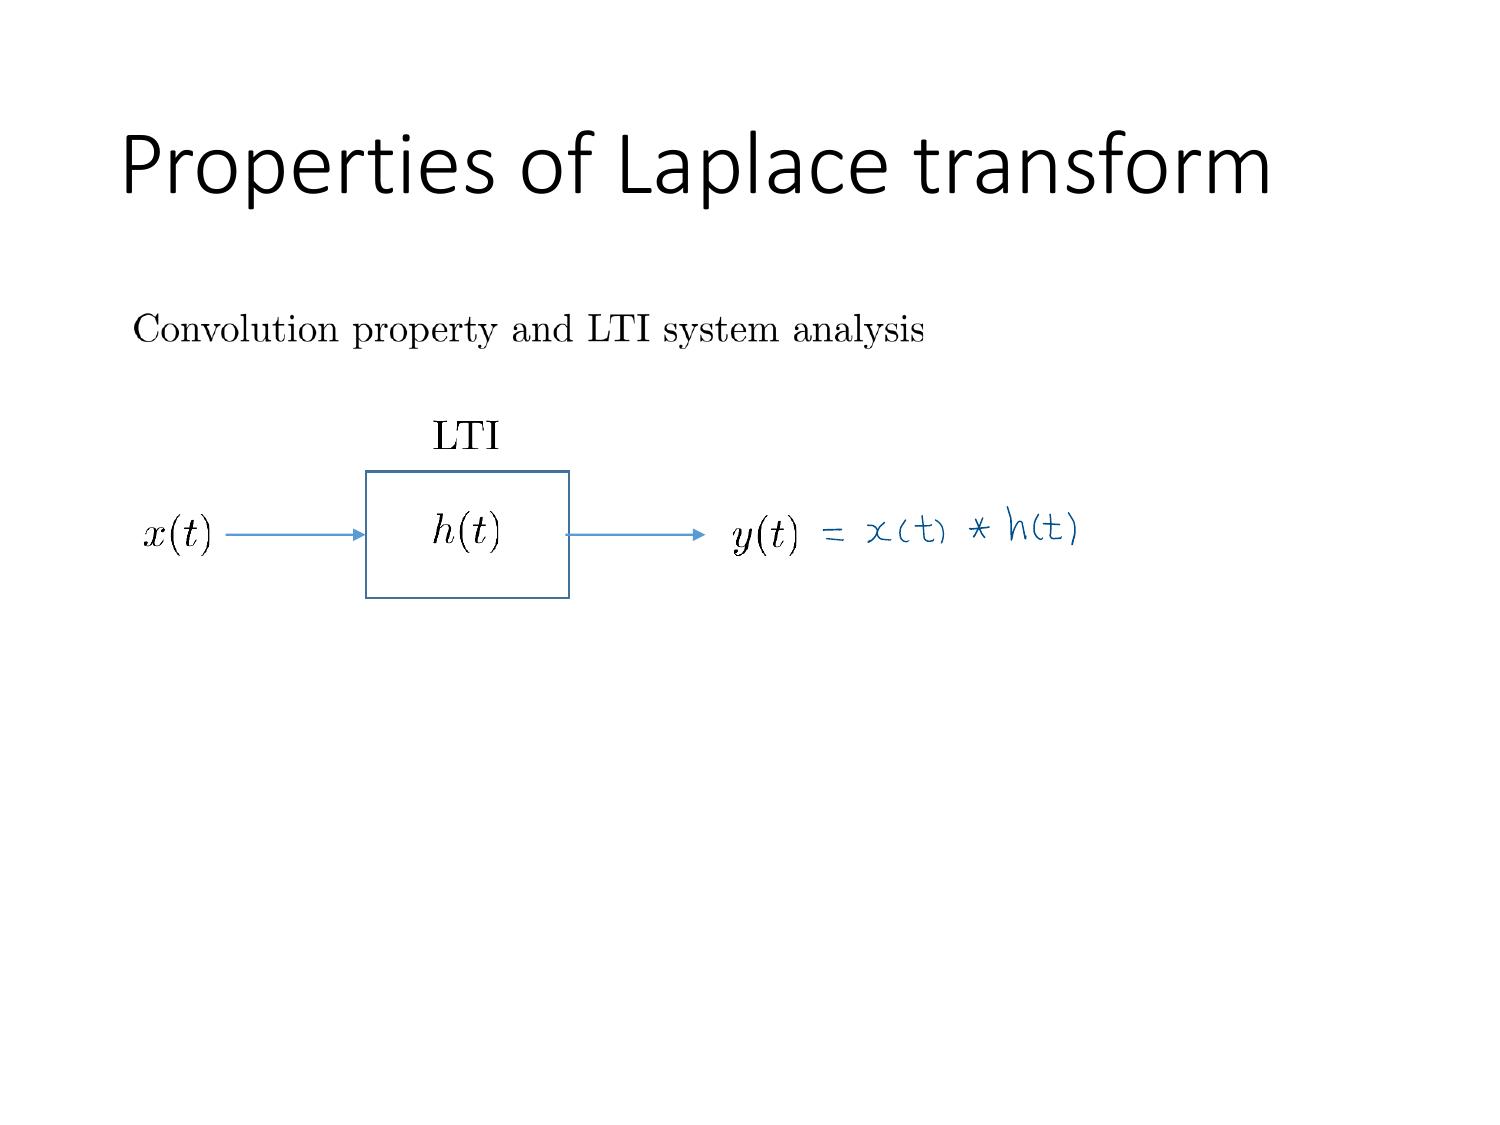 Properties of Laplace transform
Convolution property and LTI system analysis
LTI
x(t) h(t) y(t) = x(t) * h(t)